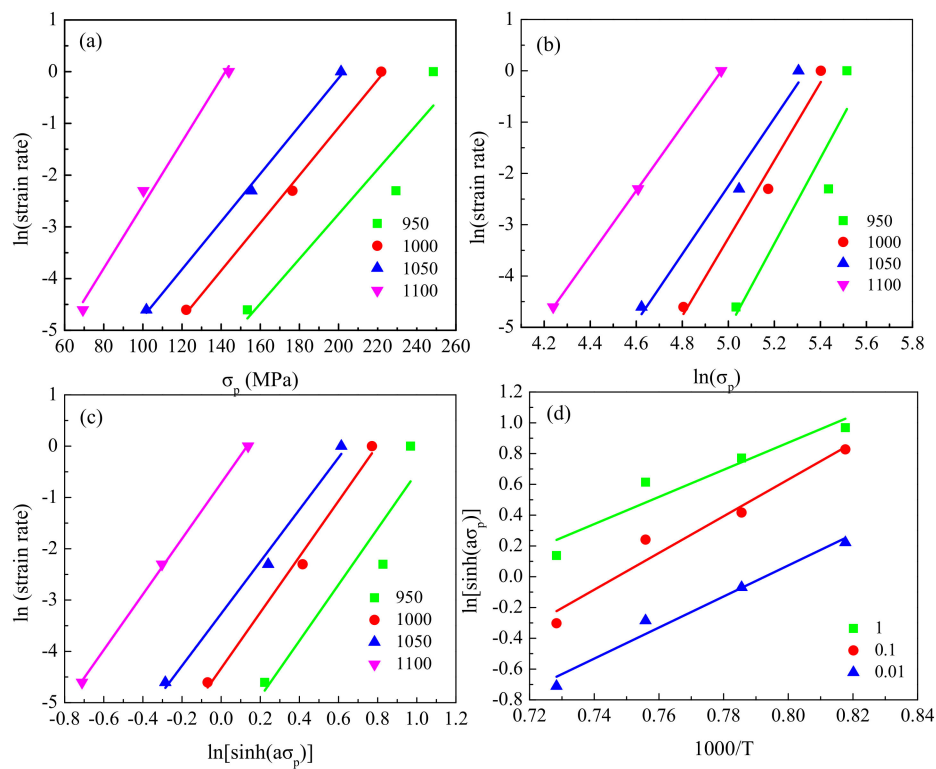 (a)
ln(strain rate)
1
0
-1
-2
-3
-4
-5
950
1000
1050
1100
60 80 100 120 140 160 180 200 220 240 260
σp (MPa)
(b)
ln(strain rate)
1
0
-1
-2
-3
-4
-5
950
1000
1050
1100
4.2 4.4 4.6 4.8 5.0 5.2 5.4 5.6 5.8
ln(σp)
(c)
ln (strain rate)
1
0
-1
-2
-3
-4
-5
950
1000
1050
1100
-0.8 -0.6 -0.4 -0.2 0.0 0.2 0.4 0.6 0.8 1.0 1.2
ln[sinh(aσp)]
(d)
ln[sinh(aσp)]
1.2
1.0
0.8
0.6
0.4
0.2
0.0
-0.2
-0.4
-0.6
-0.8
1
0.1
0.01
0.72 0.74 0.76 0.78 0.80 0.82 0.84
1000/T